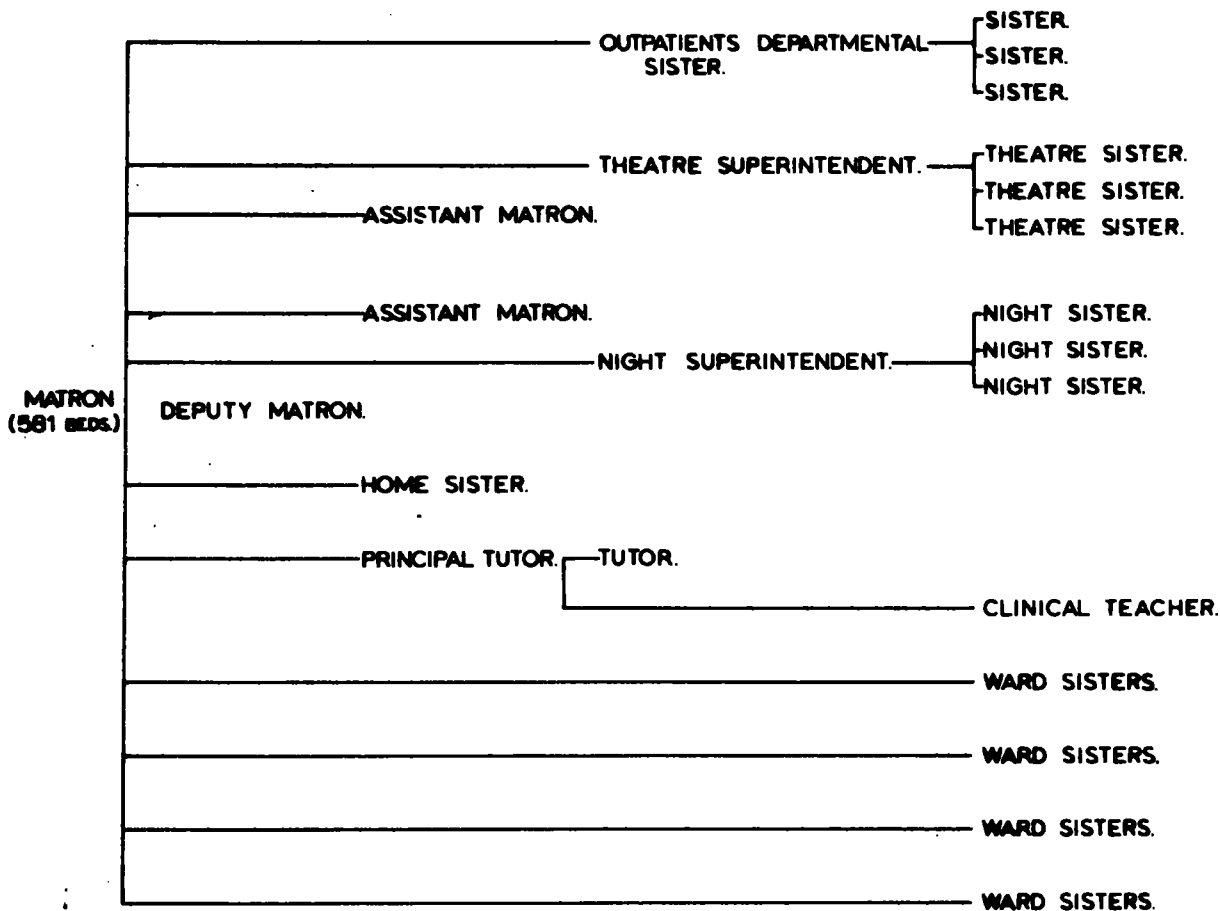 SISTER.
OUTPATIENTS DEPARTMENTAL
SISTER.
SISTER.
SISTER.
THEATRE SISTER.
THEATRE SUPERINTENDENT.
THEATRE SISTER.
ASSISTANT MATRON.
THEATRE SISTER.
ASSISTANT MATRON.
NIGHT SISTER.
NIGHT SISTER.
NIGHT SUPERINTENDENT.
NIGHT SISTER.
MATRON
(581 BEDS.)
DEPUTY MATRON.
HOME SISTER.
PRINCIPAL TUTOR.
TUTOR.
CLINICAL TEACHER.
WARD SISTERS.
WARD SISTERS.
WARD SISTERS.
WARD SISTERS.